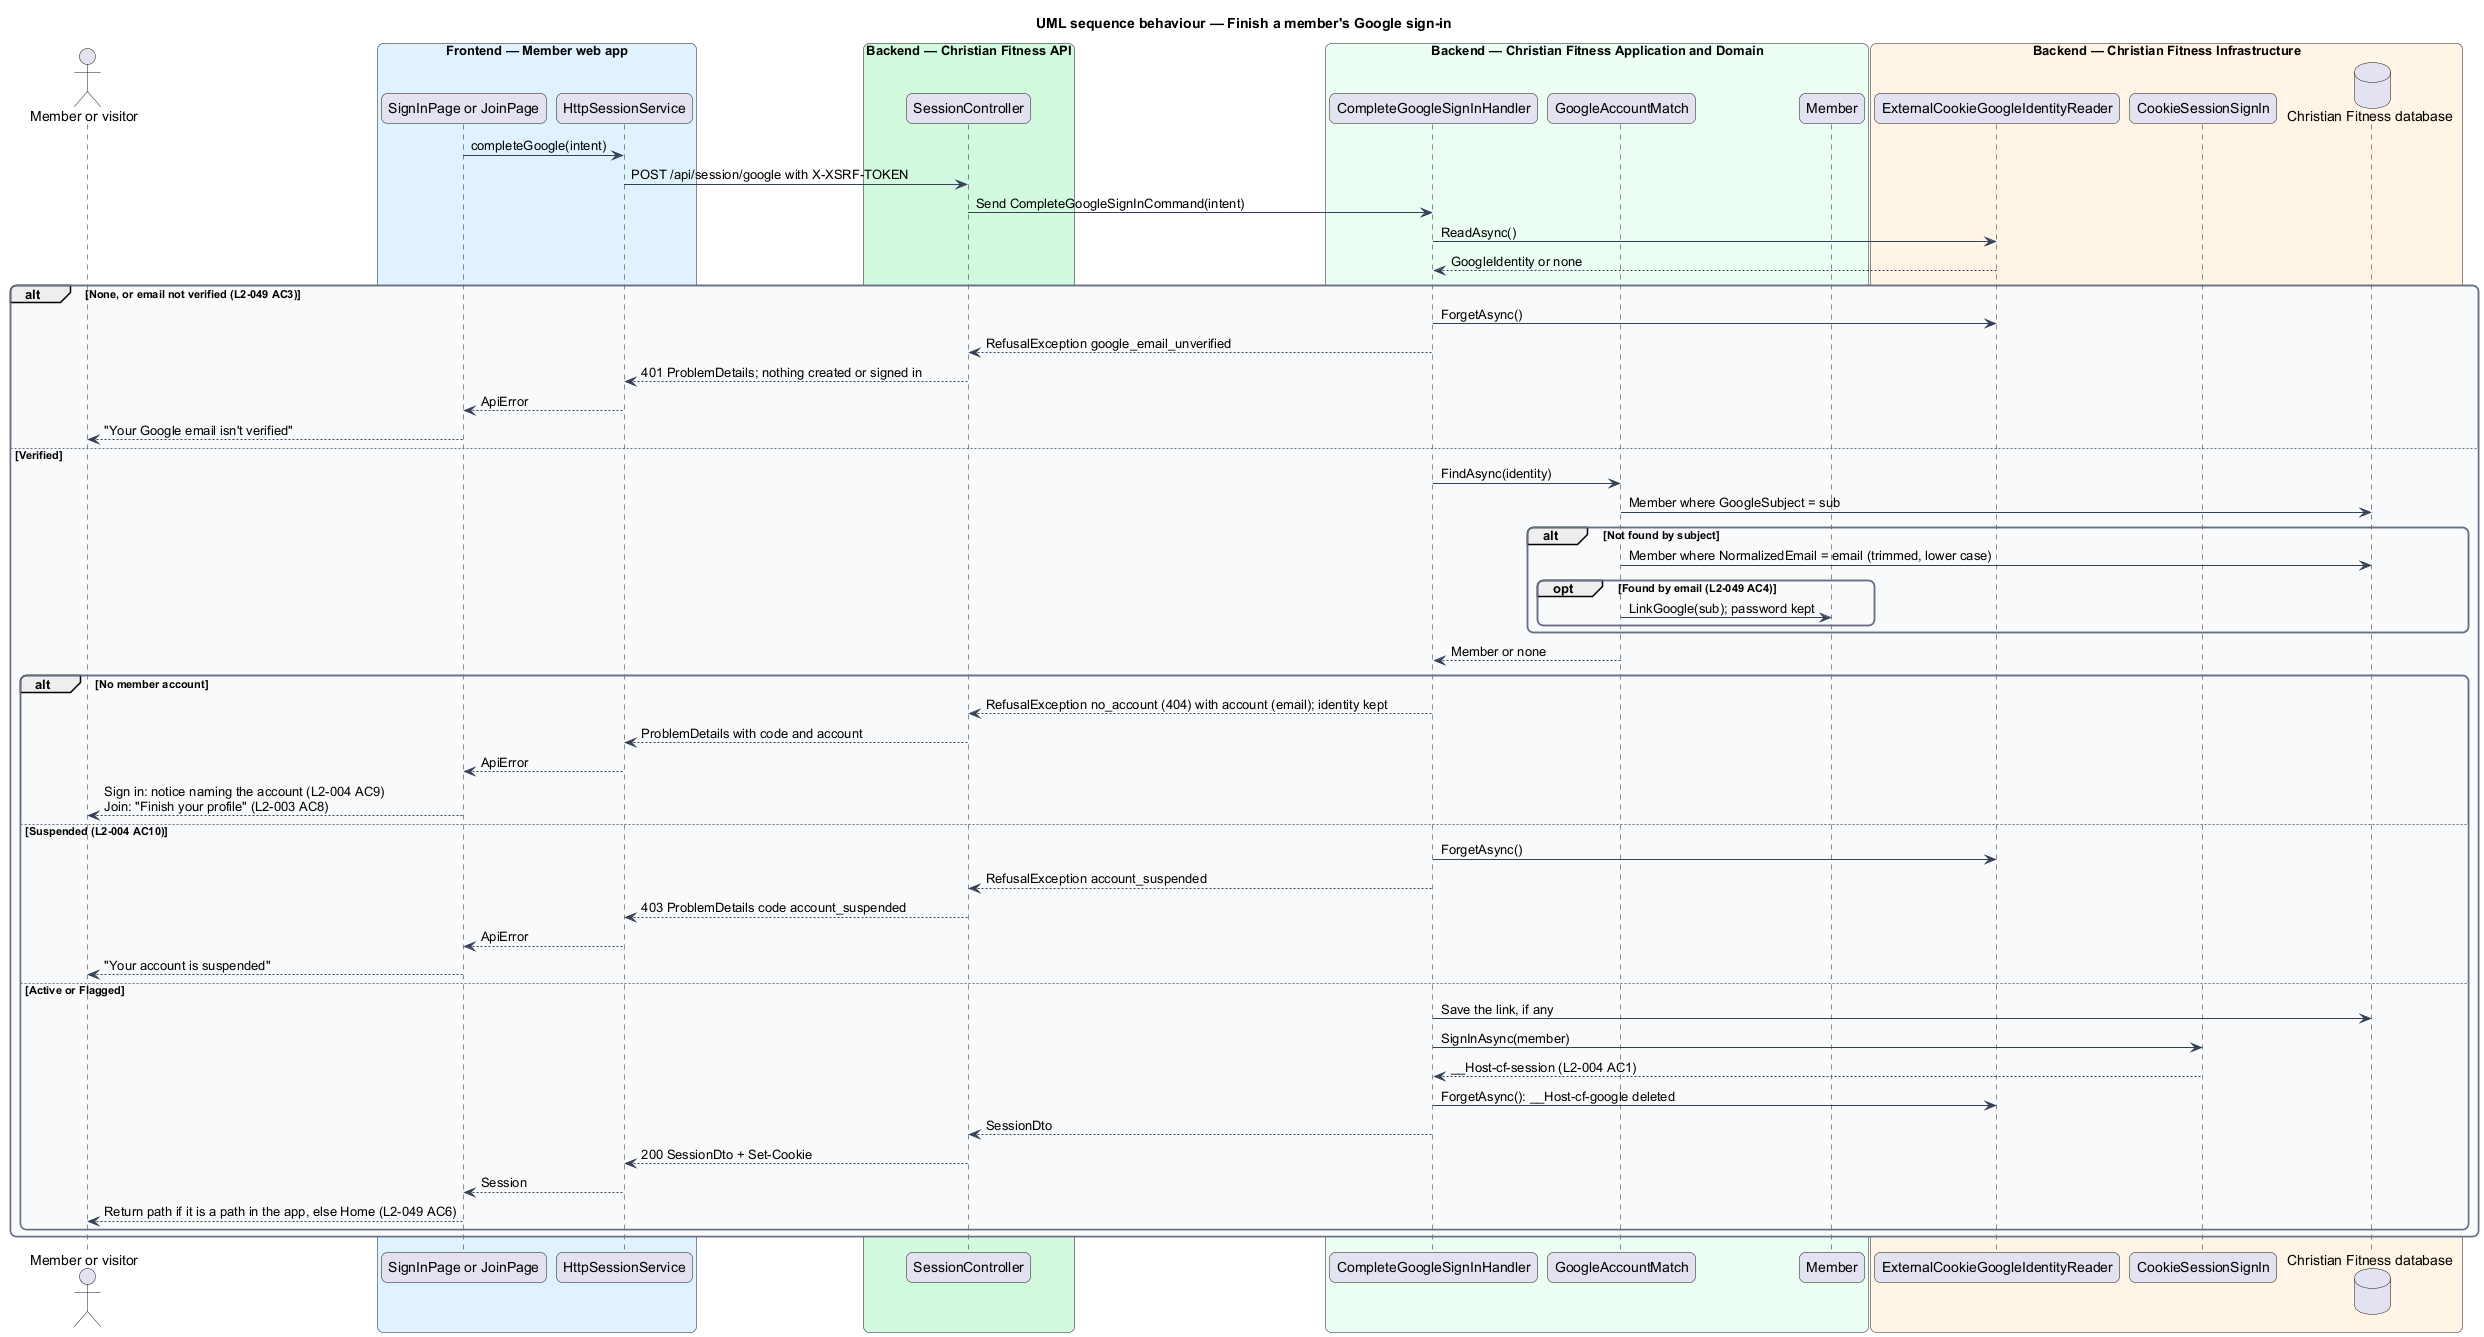 UML sequence behaviour — Finish a member's Google sign-in
Frontend — Member web app
Backend — Christian Fitness API
Backend — Christian Fitness Application and Domain
Backend — Christian Fitness Infrastructure
Member or visitor
SignInPage or JoinPage
HttpSessionService
SessionController
CompleteGoogleSignInHandler
GoogleAccountMatch
Member
ExternalCookieGoogleIdentityReader
CookieSessionSignIn
Christian Fitness database
completeGoogle(intent)
POST /api/session/google with X-XSRF-TOKEN
Send CompleteGoogleSignInCommand(intent)
ReadAsync()
GoogleIdentity or none
alt
[None, or email not verified (L2-049 AC3)]
ForgetAsync()
RefusalException google_email_unverified
401 ProblemDetails; nothing created or signed in
ApiError
"Your Google email isn't verified"
[Verified]
FindAsync(identity)
Member where GoogleSubject = sub
alt
[Not found by subject]
Member where NormalizedEmail = email (trimmed, lower case)
opt
[Found by email (L2-049 AC4)]
LinkGoogle(sub); password kept
Member or none
alt
[No member account]
RefusalException no_account (404) with account (email); identity kept
ProblemDetails with code and account
ApiError
Sign in: notice naming the account (L2-004 AC9)
Join: "Finish your profile" (L2-003 AC8)
[Suspended (L2-004 AC10)]
ForgetAsync()
RefusalException account_suspended
403 ProblemDetails code account_suspended
ApiError
"Your account is suspended"
[Active or Flagged]
Save the link, if any
SignInAsync(member)
__Host-cf-session (L2-004 AC1)
ForgetAsync(): __Host-cf-google deleted
SessionDto
200 SessionDto + Set-Cookie
Session
Return path if it is a path in the app, else Home (L2-049 AC6)
Member or visitor
SignInPage or JoinPage
HttpSessionService
SessionController
CompleteGoogleSignInHandler
GoogleAccountMatch
Member
ExternalCookieGoogleIdentityReader
CookieSessionSignIn
Christian Fitness database